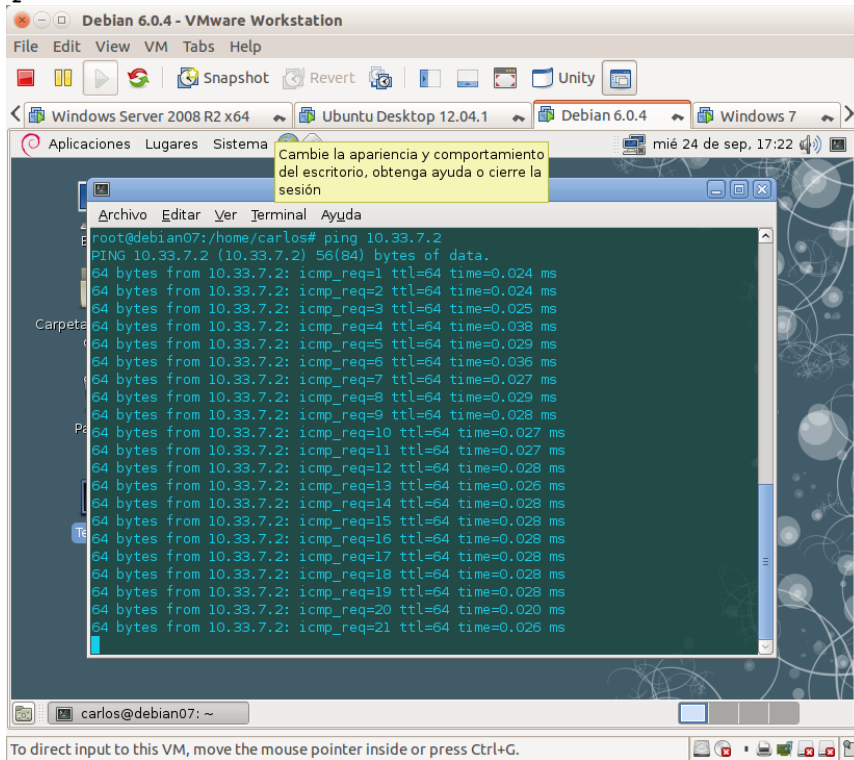 Debian 6.0.4 - VMware Workstation
File Edit View VM Tabs Help
Snapshot Revert Unity
Windows Server 2008 R2 x64 Ubuntu Desktop 12.04.1 Debian 6.0.4 Windows 7
Aplicaciones Lugares Sistema mié 24 de sep, 17:22
Cambie la apariencia y comportamiento
del escritorio, obtenga ayuda o cierre la
sesión
Archivo Editar Ver Terminal Ayuda
root@debian07:/home/carlos# ping 10.33.7.2
PING 10.33.7.2 (10.33.7.2) 56(84) bytes of data.
64 bytes from 10.33.7.2: icmp_req=1 ttl=64 time=0.024 ms
64 bytes from 10.33.7.2: icmp_req=2 ttl=64 time=0.024 ms
64 bytes from 10.33.7.2: icmp_req=3 ttl=64 time=0.025 ms
64 bytes from 10.33.7.2: icmp_req=4 ttl=64 time=0.038 ms
Carpeta
64 bytes from 10.33.7.2: icmp_req=5 ttl=64 time=0.029 ms
64 bytes from 10.33.7.2: icmp_req=6 ttl=64 time=0.036 ms
64 bytes from 10.33.7.2: icmp_req=7 ttl=64 time=0.027 ms
64 bytes from 10.33.7.2: icmp_req=8 ttl=64 time=0.029 ms
64 bytes from 10.33.7.2: icmp_req=9 ttl=64 time=0.028 ms
64 bytes from 10.33.7.2: icmp_req=10 ttl=64 time=0.027 ms
64 bytes from 10.33.7.2: icmp_req=11 ttl=64 time=0.027 ms
64 bytes from 10.33.7.2: icmp_req=12 ttl=64 time=0.028 ms
64 bytes from 10.33.7.2: icmp_req=13 ttl=64 time=0.026 ms
64 bytes from 10.33.7.2: icmp_req=14 ttl=64 time=0.028 ms
64 bytes from 10.33.7.2: icmp_req=15 ttl=64 time=0.028 ms
64 bytes from 10.33.7.2: icmp_req=16 ttl=64 time=0.028 ms
64 bytes from 10.33.7.2: icmp_req=17 ttl=64 time=0.028 ms
64 bytes from 10.33.7.2: icmp_req=18 ttl=64 time=0.028 ms
64 bytes from 10.33.7.2: icmp_req=19 ttl=64 time=0.028 ms
64 bytes from 10.33.7.2: icmp_req=20 ttl=64 time=0.020 ms
64 bytes from 10.33.7.2: icmp_req=21 ttl=64 time=0.026 ms
carlos@debian07: ~
To direct input to this VM, move the mouse pointer inside or press Ctrl+G.